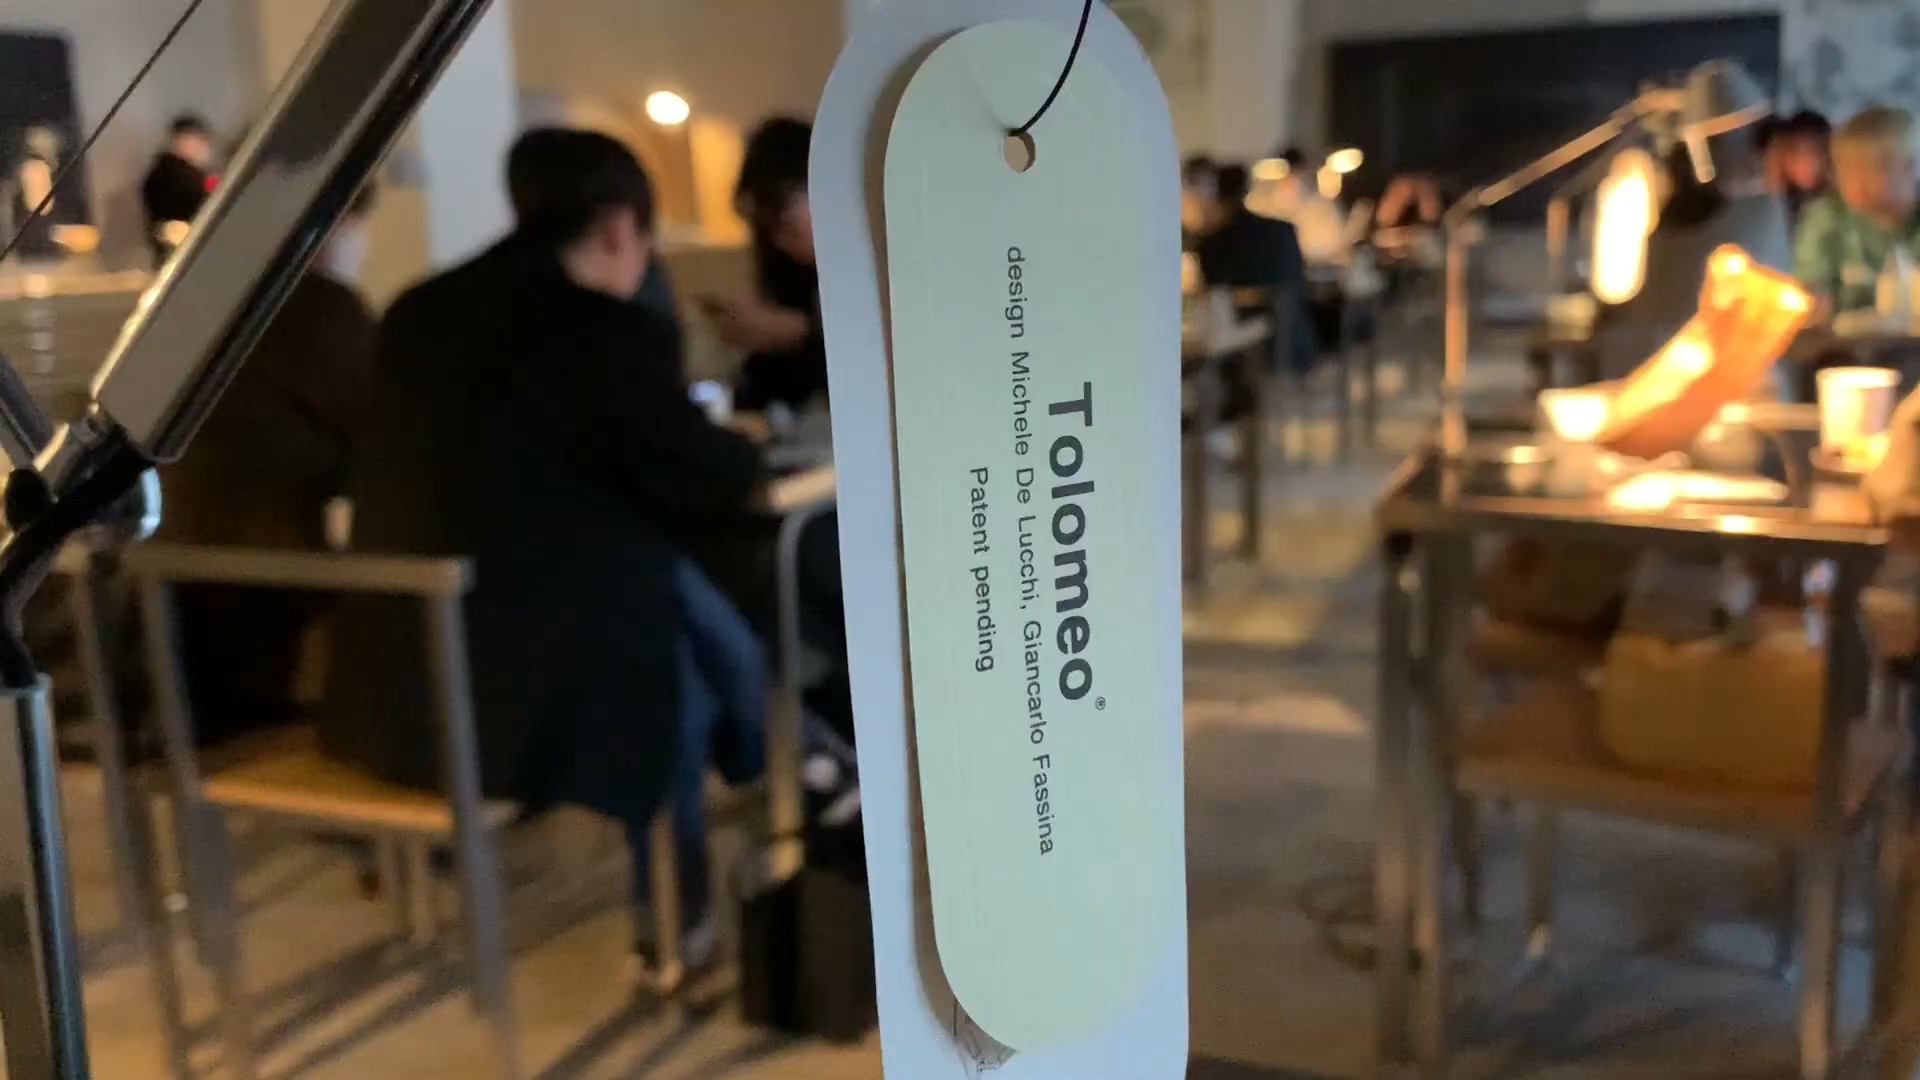 Tolomeo®
design Michele De Lucchi, Giancarlo Fassina
Patent pending